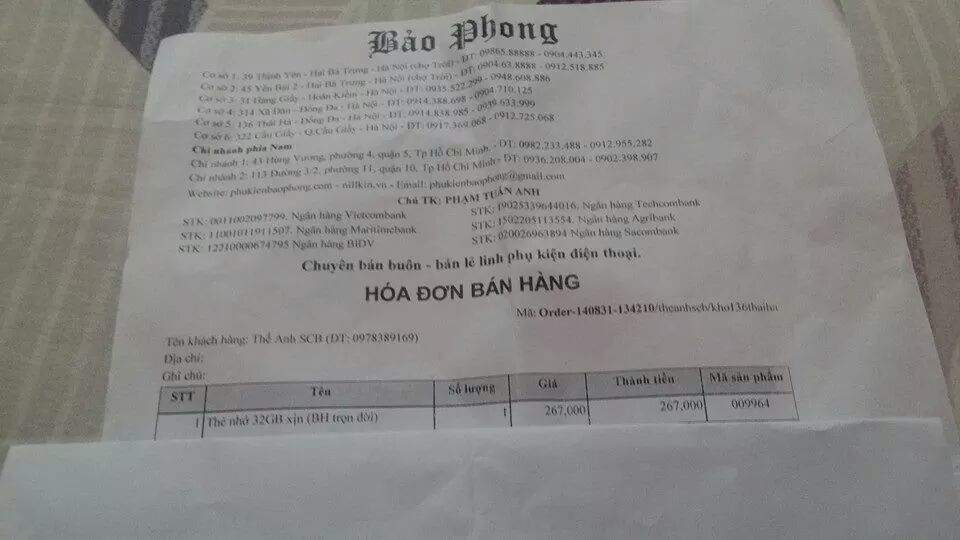 Bảo Phong
Cơ sở 1: 39 Thịnh Yên - Hai Bà Trưng - Hà Nội (chợ Trời) - ĐT: 09865.88888 - 0904.443.345
Cơ sở 2: 45 Yên Bái 2 - Hai Bà Trưng - Hà Nội (chợ Trời) - ĐT: 0904.63.8888 - 0912.518.885
Cơ sở 3: 31 Hàng Giấy - Hoàn Kiếm - Hà Nội - ĐT: 0935.522.299 - 0948.608.886
Cơ sở 4: 314 Xã Đàn - Đống Đa - Hà Nội - ĐT: 0914.388.698 - 0904.710.125
Cơ sở 5: 136 Thái Hà - Đống Đa - Hà Nội - ĐT: 0914.838.985 - 0939.633.999
Cơ sở 6: 322 Cầu Giấy - Q.Cầu Giấy - Hà Nội - ĐT: 0917.369.068 - 0912.725.068
Chi nhánh phía Nam
Chi nhánh 1: 43 Hùng Vương, phường 4, quận 5, Tp Hồ Chí Minh - ĐT: 0982.233.488 - 0912.955.282
Chi nhánh 2: 113 Đường 3/2, phường 11, quận 10, Tp Hồ Chí Minh - ĐT: 0936.208.004 - 0902.398.907
Website: phukienbaophong.com - nillkin.vn - Email: phukienbaophong@gmail.com
Chủ TK: PHẠM TUẤN ANH
STK: 0011002097799, Ngân hàng Vietcombank STK: 19025339644016, Ngân hàng Techcombank
STK: 11001011911507, Ngân hàng Maritimebank STK: 1502205113554, Ngân hàng Agribank
STK: 12210000674795 Ngân hàng BIDV STK: 020026963894 Ngân hàng Sacombank
Chuyên bán buôn - bán lẻ linh phụ kiện điện thoại.
HÓA ĐƠN BÁN HÀNG
Mã: Order-140831-134210/theanhscb/kho136thaiha
Tên khách hàng: Thế Anh SCB (ĐT: 0978389169)
Địa chỉ:
Ghi chú:
STT Tên Số lượng Giá Thành tiền Mã sản phẩm
1 Thẻ nhớ 32GB xịn (BH trọn đời) 1 267,000 267,000 009964